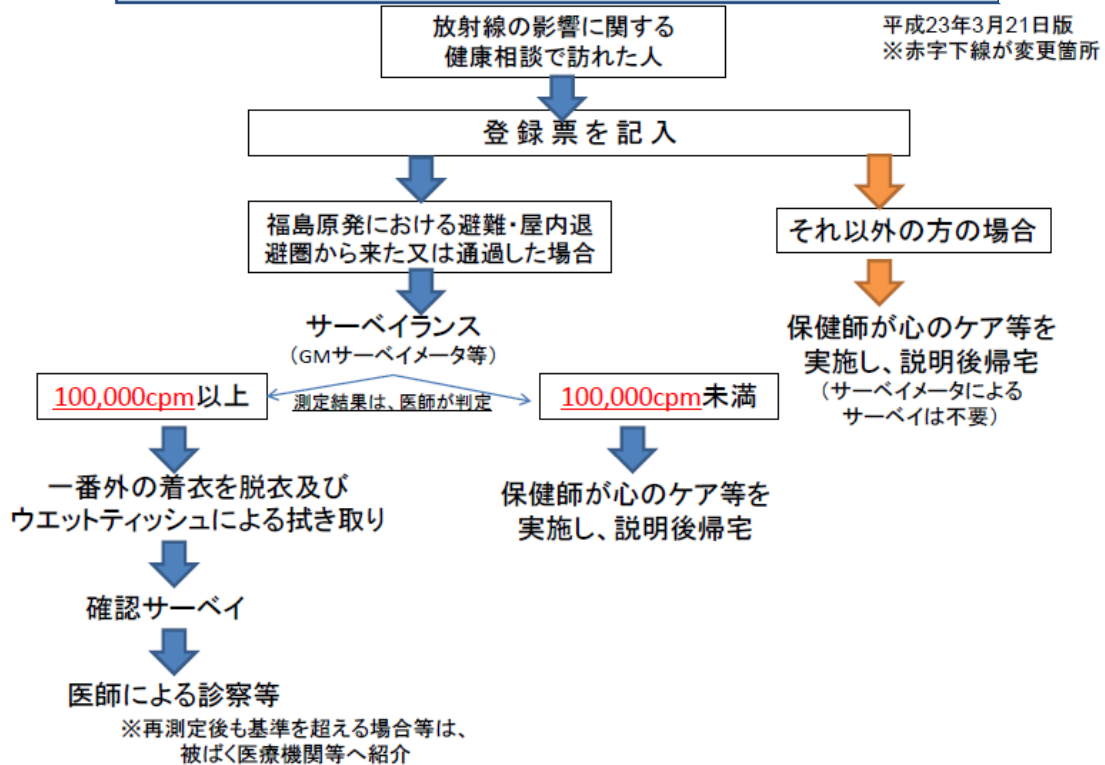 放射線の影響に関する
健康相談で訪れた人
平成23年3月21日版
※赤字下線が変更箇所
登録票を記入
福島原発における避難・屋内退
避圏から来た又は通過した場合
それ以外の方の場合
サーベイランス
（GMサーベイメータ等）
保健師が心のケア等を
実施し、説明後帰宅
（サーベイメータによる
サーベイは不要）
100,000cpm以上
測定結果は、医師が判定
100,000cpm未満
一番外の着衣を脱衣及び
ウエットティッシュによる拭き取り
保健師が心のケア等を
実施し、説明後帰宅
確認サーベイ
医師による診察等
※再測定後も基準を超える場合等は、
被ばく医療機関等へ紹介